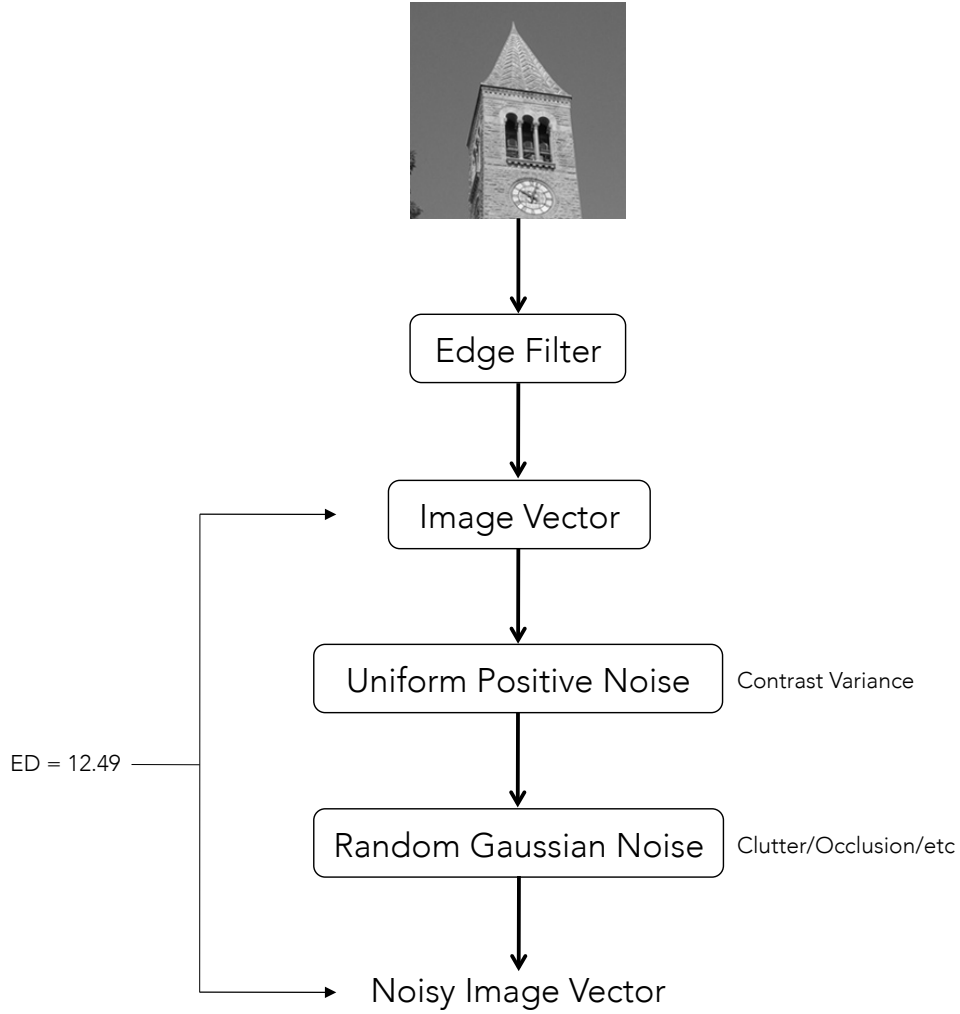 Edge Filter
Image Vector
Uniform Positive Noise
Contrast Variance
ED = 12.49
Random Gaussian Noise
Clutter/Occlusion/etc
Noisy Image Vector